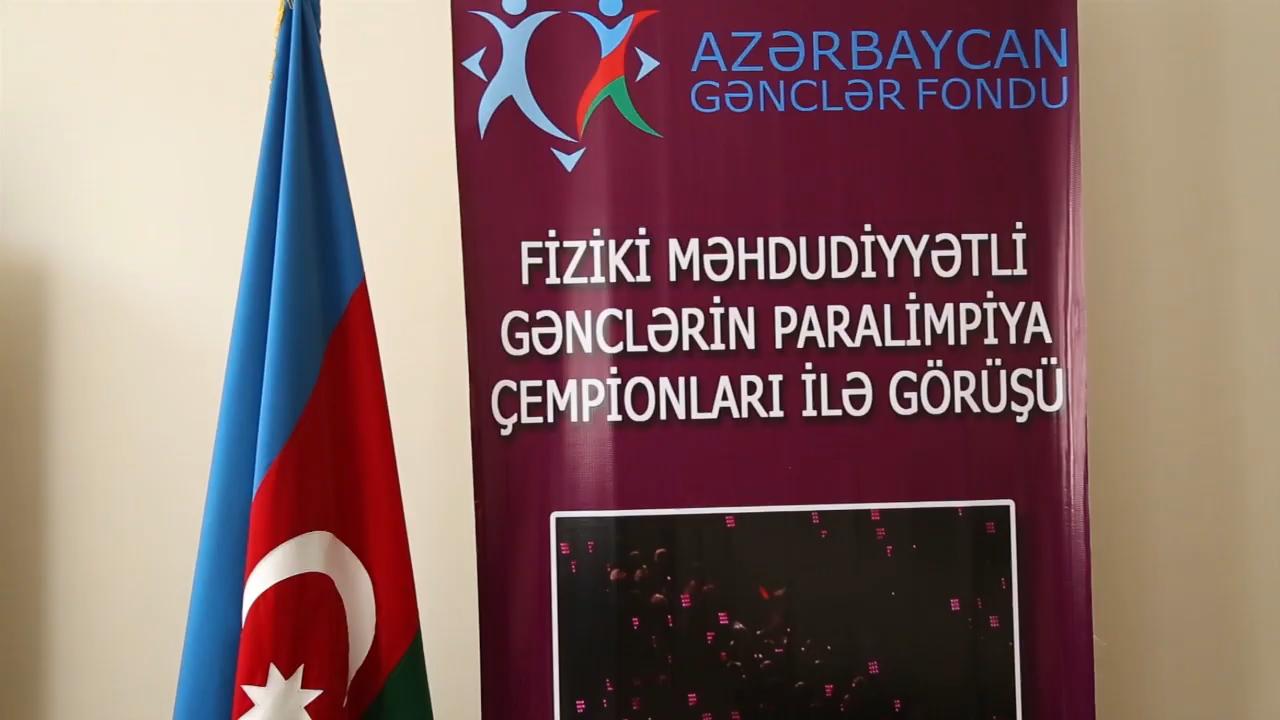 AZƏRBAYCAN
GƏNCLƏR FONDU
FİZİKİ MƏHDUDİYYƏTLİ
GƏNCLƏRİN PARALİMPİYA
ÇEMPİONLARI İLƏ GÖRÜŞÜ